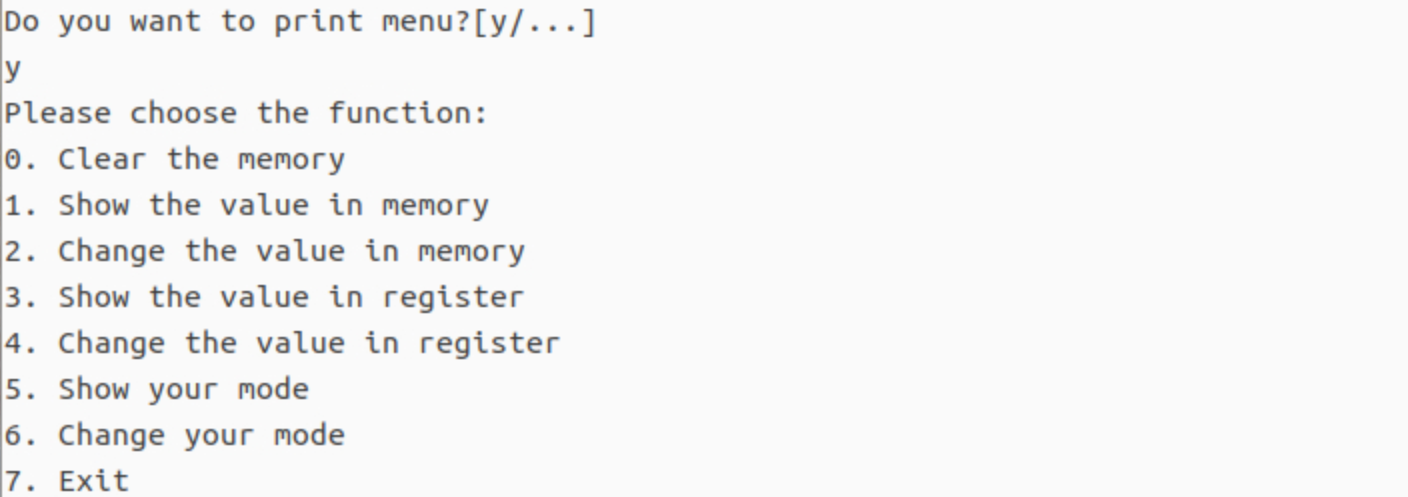 Do you want to print menu?[y/...]
y
Please choose the function:
0. Clear the memory
1. Show the value in memory
2. Change the value in memory
3. Show the value in register
4. Change the value in register
5. Show your mode
6. Change your mode
7. Exit